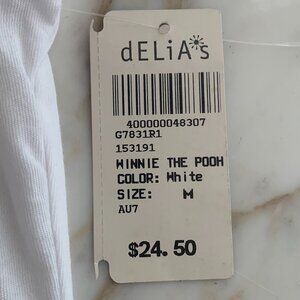 dELiA*s
400000048307
G7831R1
153191
WINNIE THE POOH
COLOR: White
SIZE: M
AU7
$24.50